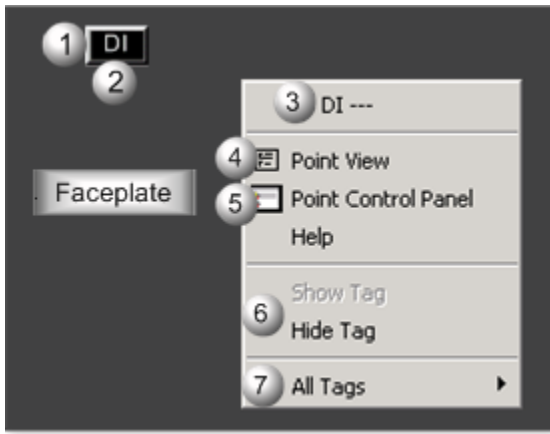 1 DI
2
3 DI ---
4 Point View
Faceplate
5 Point Control Panel
Help
Show Tag
6
Hide Tag
7 All Tags